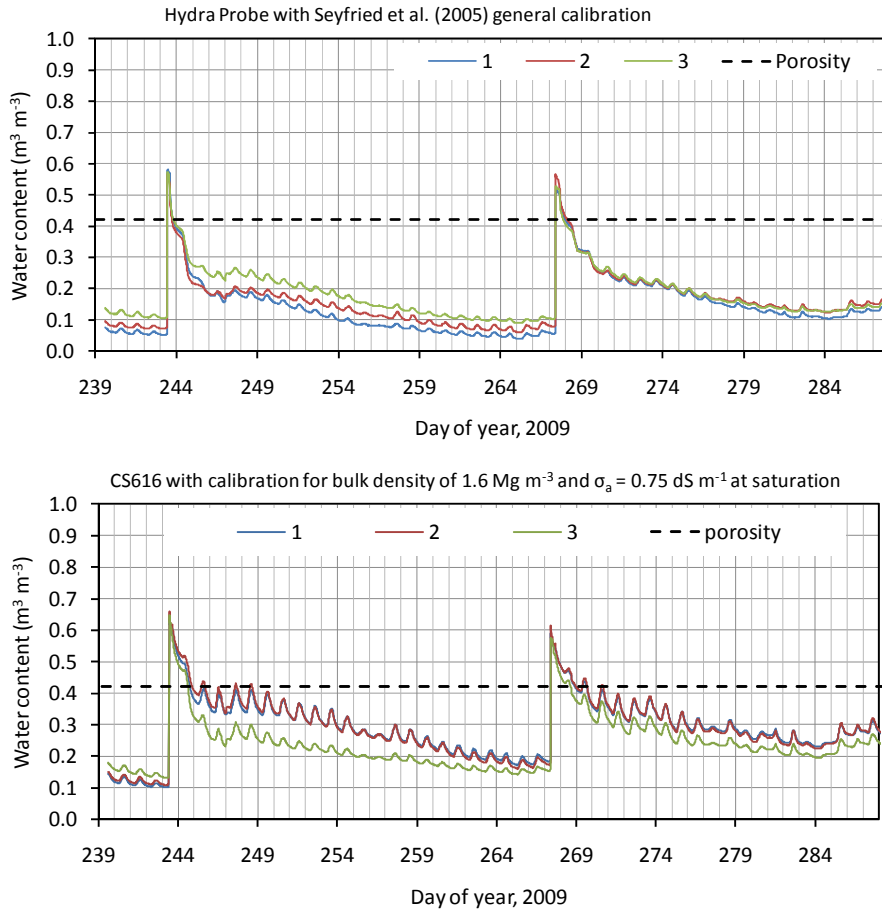 Hydra Probe with Seyfried et al. (2005) general calibration
1 2 3 Porosity
1.0
0.9
0.8
0.7
0.6
0.5
0.4
0.3
0.2
0.1
0.0
Water content (m³ m⁻³)
239 244 249 254 259 264 269 274 279 284
Day of year, 2009
CS616 with calibration for bulk density of 1.6 Mg m⁻³ and σₐ = 0.75 dS m⁻¹ at saturation
1 2 3 porosity
1.0
0.9
0.8
0.7
0.6
0.5
0.4
0.3
0.2
0.1
0.0
Water content (m³ m⁻³)
239 244 249 254 259 264 269 274 279 284
Day of year, 2009